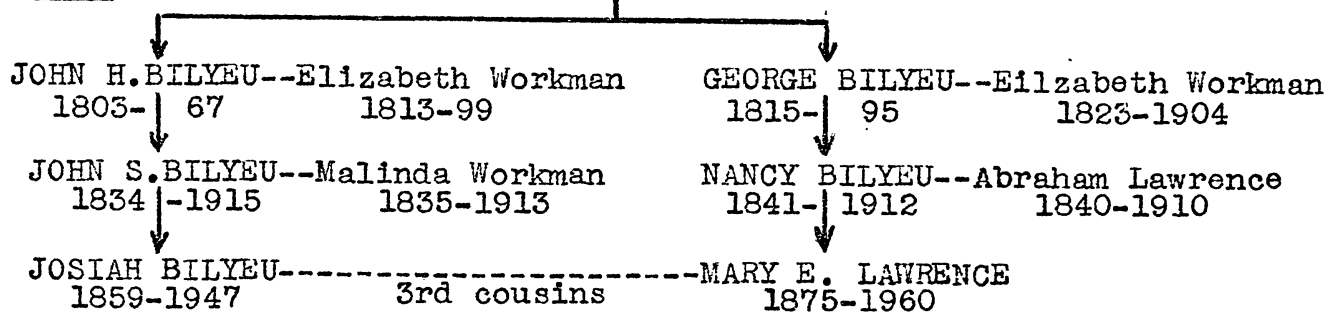 JOHN H.BILYEU--Elizabeth Workman GEORGE BILYEU--Eilzabeth Workman
1803- 67 1813-99 1815- 95 1823-1904
JOHN S.BILYEU--Malinda Workman NANCY BILYEU--Abraham Lawrence
1834 -1915 1835-1913 1841- 1912 1840-1910
JOSIAH BILYEU----------------------MARY E. LAWRENCE
1859-1947 3rd cousins 1875-1960